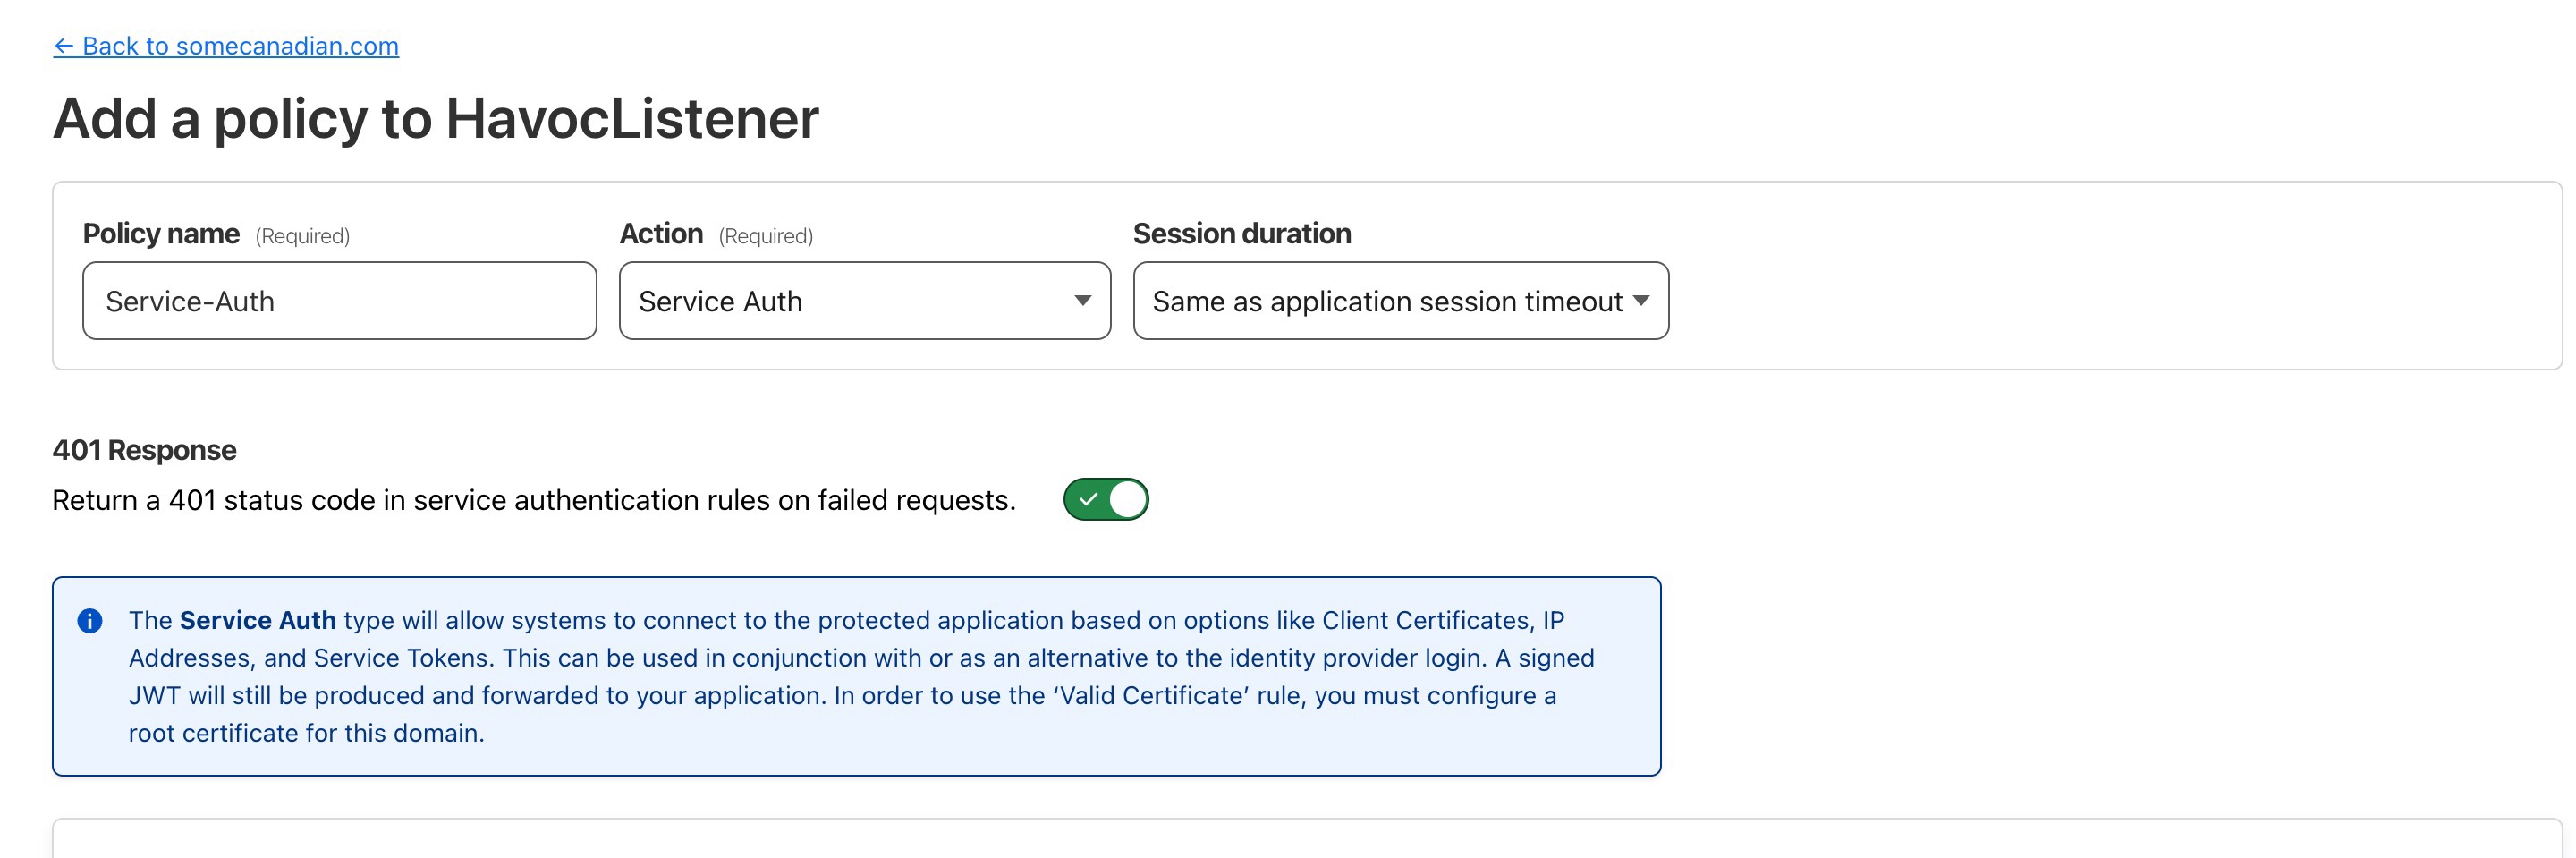 ← Back to somecanadian.com
Add a policy to HavocListener
Policy name (Required) Action (Required) Session duration
Service-Auth Service Auth Same as application session timeout
401 Response
Return a 401 status code in service authentication rules on failed requests.
The Service Auth type will allow systems to connect to the protected application based on options like Client Certificates, IP
Addresses, and Service Tokens. This can be used in conjunction with or as an alternative to the identity provider login. A signed
JWT will still be produced and forwarded to your application. In order to use the ‘Valid Certificate’ rule, you must configure a
root certificate for this domain.